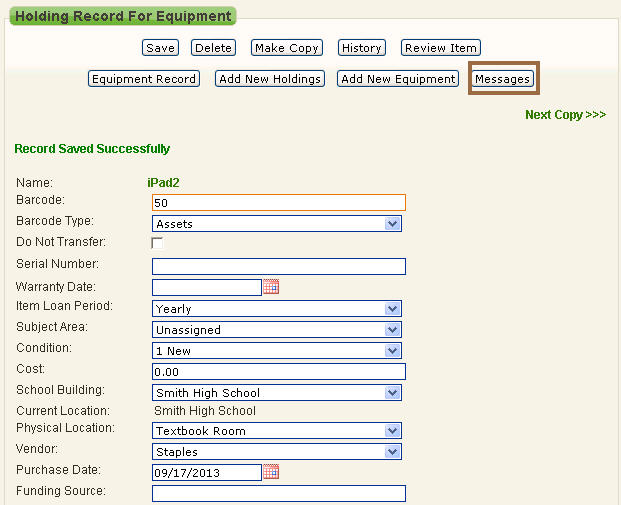 Holding Record For Equipment
Save Delete Make Copy History Review Item
Equipment Record Add New Holdings Add New Equipment Messages
Next Copy >>>
Record Saved Successfully
Name: iPad2
Barcode: 50
Barcode Type: Assets
Do Not Transfer:
Serial Number:
Warranty Date:
Item Loan Period: Yearly
Subject Area: Unassigned
Condition: 1 New
Cost: 0.00
School Building: Smith High School
Current Location: Smith High School
Physical Location: Textbook Room
Vendor: Staples
Purchase Date: 09/17/2013
Funding Source: